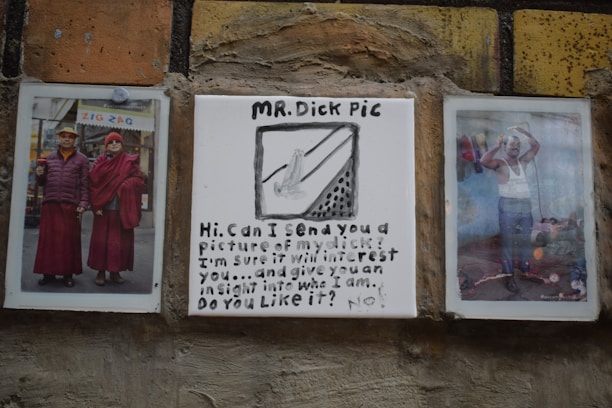 ZIG ZAG
MR. Dick Pic
Hi. Can I send you a
picture of my dick?
I'm sure it will interest
you... and give you an
insight into who I am.
Do You Like it? No!